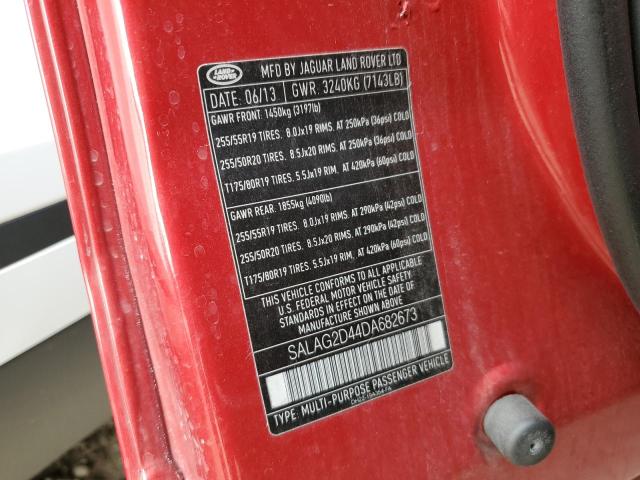 LAND ROVER
MFD BY JAGUAR LAND ROVER LTD
DATE: 06/13 GWR: 3240KG (7143LB)
GAWR FRONT: 1450kg (3197lb)
255/55R19 TIRES. 8.0Jx19 RIMS. AT 250kPa (36psi) COLD
255/50R20 TIRES. 8.5Jx20 RIMS. AT 250kPa (36psi) COLD
T175/80R19 TIRES. 5.5Jx19 RIM. AT 420kPa (60psi) COLD
GAWR REAR: 1855kg (4090lb)
255/55R19 TIRES. 8.0Jx19 RIMS. AT 290kPa (42psi) COLD
255/50R20 TIRES. 8.5Jx20 RIMS. AT 290kPa (42psi) COLD
T175/80R19 TIRES. 5.5Jx19 RIM. AT 420kPa (60psi) COLD
THIS VEHICLE CONFORMS TO ALL APPLICABLE
U.S. FEDERAL MOTOR VEHICLE SAFETY
STANDARDS IN EFFECT ON THE DATE OF
MANUFACTURE SHOWN ABOVE
SALAG2D44DA682673
TYPE: MULTI-PURPOSE PASSENGER VEHICLE